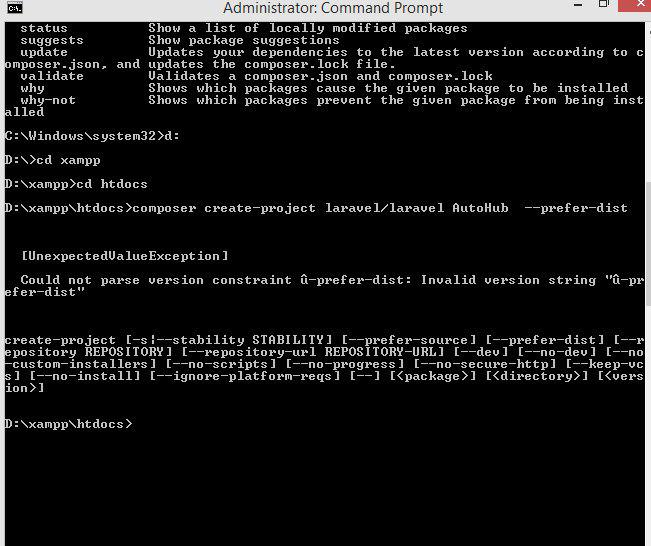 Administrator: Command Prompt
status Show a list of locally modified packages
suggests Show package suggestions
update Updates your dependencies to the latest version according to c
omposer.json, and updates the composer.lock file.
validate Validates a composer.json and composer.lock
why Shows which packages cause the given package to be installed
why-not Shows which packages prevent the given package from being inst
alled
C:\Windows\system32>d:
D:\>cd xampp
D:\xampp>cd htdocs
D:\xampp\htdocs>composer create-project laravel/laravel AutoHub --prefer-dist
[UnexpectedValueException]
Could not parse version constraint û-prefer-dist: Invalid version string "û-pr
efer-dist"
create-project [-s¦--stability STABILITY] [--prefer-source] [--prefer-dist] [--r
epository REPOSITORY] [--repository-url REPOSITORY-URL] [--dev] [--no-dev] [--no
-custom-installers] [--no-scripts] [--no-progress] [--no-secure-http] [--keep-vc
s] [--no-install] [--ignore-platform-reqs] [--] [<package>] [<directory>] [<vers
ion>]
D:\xampp\htdocs>